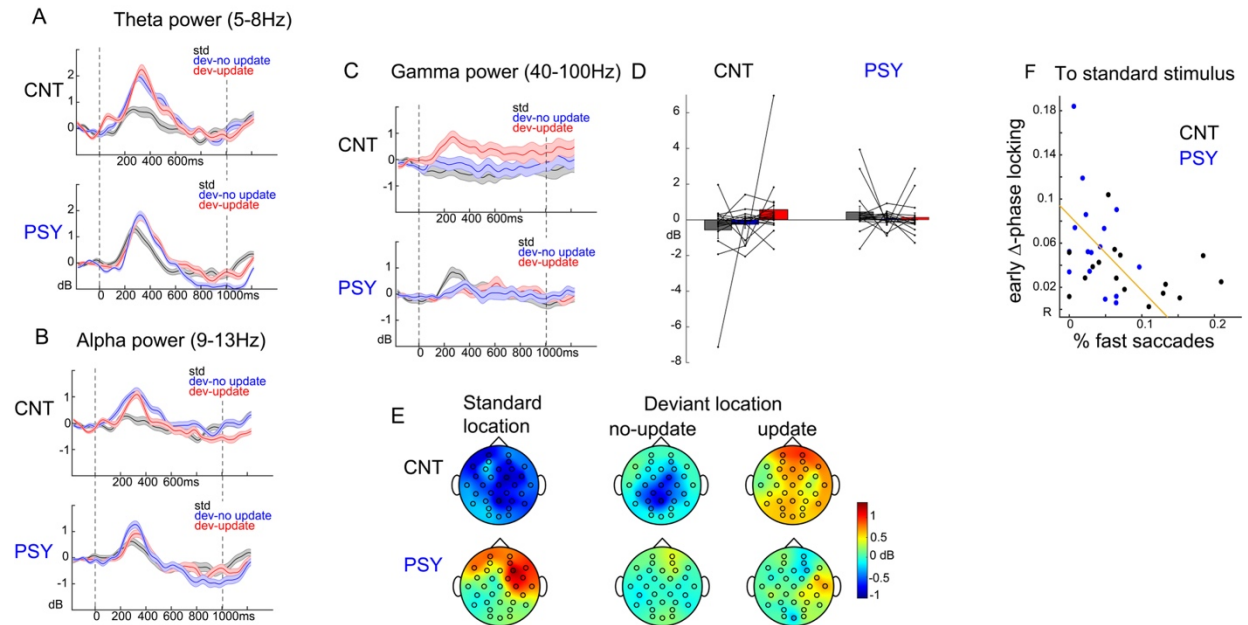 A
Theta power (5-8Hz)
std
dev-no update
dev-update
CNT
2
1
0
200 400 600ms 1000ms
std
dev-no update
dev-update
PSY
2
1
0
dB
200 400 600 800 1000ms
B
Alpha power (9-13Hz)
std
dev-no update
dev-update
CNT
1
0
-1
200 400 600 1000ms
std
dev-no update
dev-update
PSY
1
0
-1
dB
0 200 400 600 800 1000ms
C
Gamma power (40-100Hz)
std
dev-no update
dev-update
CNT
1
0
-1
200 400 600ms 1000ms
std
dev-no update
dev-update
PSY
1
0
-1
dB
0 200 400 600 800 1000ms
D
CNT PSY
6
4
2
0
dB
-2
-4
-6
-8
E
Standard location
Deviant location
no-update update
CNT
PSY
1
0.5
0 dB
-0.5
-1
F
To standard stimulus
CNT
PSY
0.18
0.14
0.1
0.06
0.02
R
early Δ-phase locking
0 0.1 0.2
% fast saccades